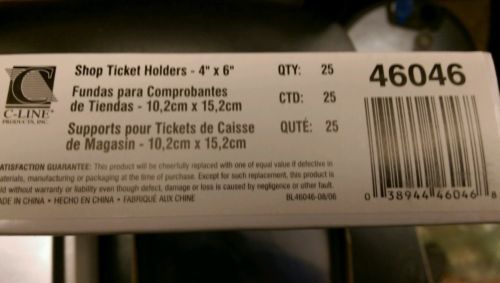 C
C-LINE®
PRODUCTS, INC.
Shop Ticket Holders - 4" x 6" QTY: 25
Fundas para Comprobantes CTD: 25
de Tiendas - 10,2cm x 15,2cm
Supports pour Tickets de Caisse QUTÉ: 25
de Magasin - 10,2cm x 15,2cm
46046
SATISFACTION GUARANTEE: This product will be cheerfully replaced with one of equal value if defective in
materials, manufacturing or packaging at the time of purchase. Except for such replacement, this product is
sold without warranty or liability even though defect, damage or loss is caused by negligence or other fault.
MADE IN CHINA • HECHO EN CHINA • FABRIQUÉ AUX CHINE BL46046-08/06
0 38944 46046 8